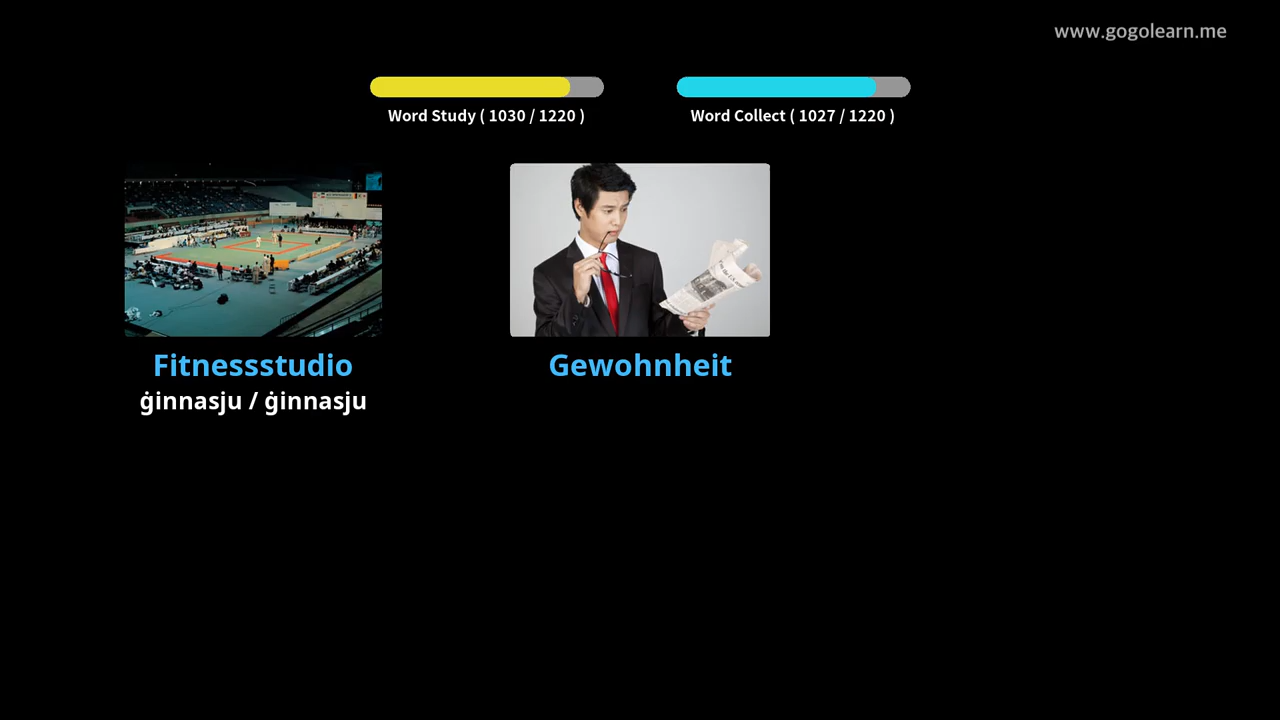 www.gogolearn.me
Word Study ( 1030 / 1220 )
Word Collect ( 1027 / 1220 )
Fitnessstudio
ġinnasju / ġinnasju
Gewohnheit